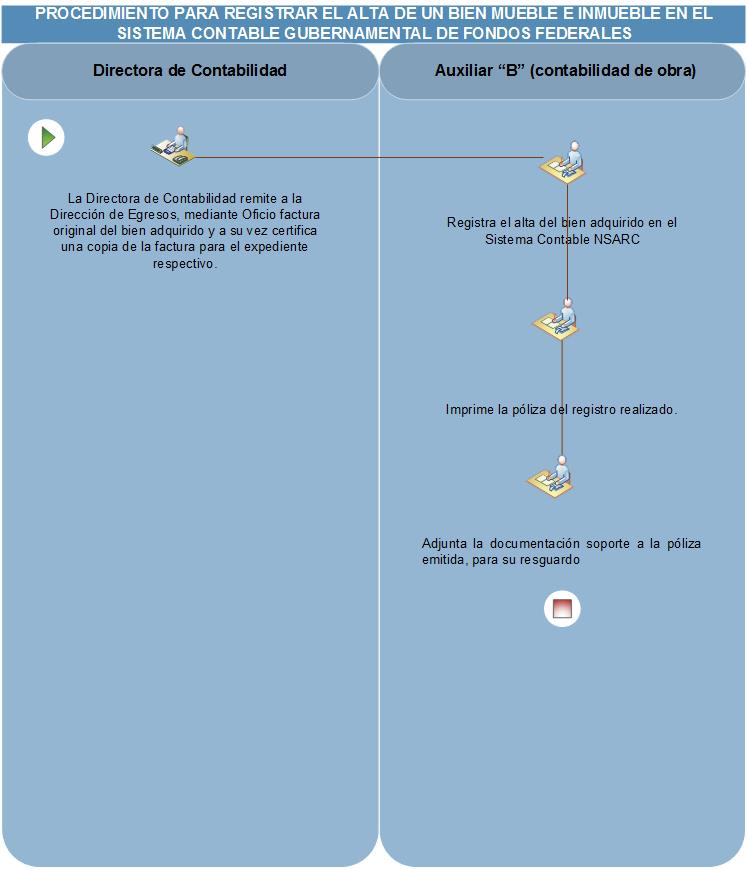 PROCEDIMIENTO PARA REGISTRAR EL ALTA DE UN BIEN MUEBLE E INMUEBLE EN EL
SISTEMA CONTABLE GUBERNAMENTAL DE FONDOS FEDERALES
Directora de Contabilidad
Auxiliar “B” (contabilidad de obra)
La Directora de Contabilidad remite a la
Dirección de Egresos, mediante Oficio factura
original del bien adquirido y a su vez certifica
una copia de la factura para el expediente
respectivo.
Registra el alta del bien adquirido en el
Sistema Contable NSARC
Imprime la póliza del registro realizado.
Adjunta la documentación soporte a la póliza
emitida, para su resguardo